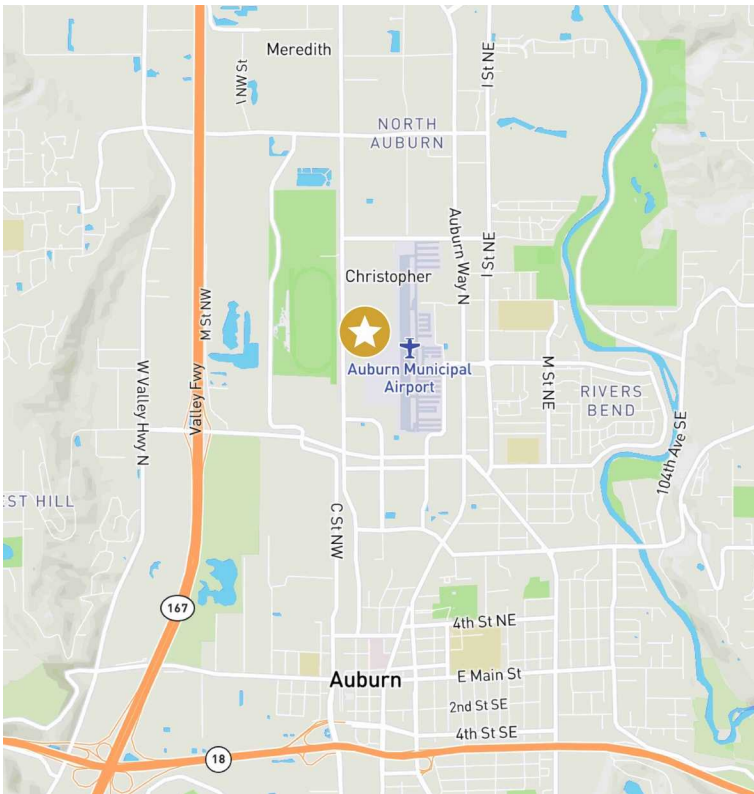 Meredith
I NW St
I St NE
NORTH
AUBURN
Auburn Way N
I St NE
Christopher
M St NW
Auburn Municipal
Airport
Valley Fwy
W Valley Hwy N
M St NE
RIVERS
BEND
104th Ave SE
EST HILL
C St NW
167
4th St NE
E Main St
Auburn
2nd St SE
4th St SE
18